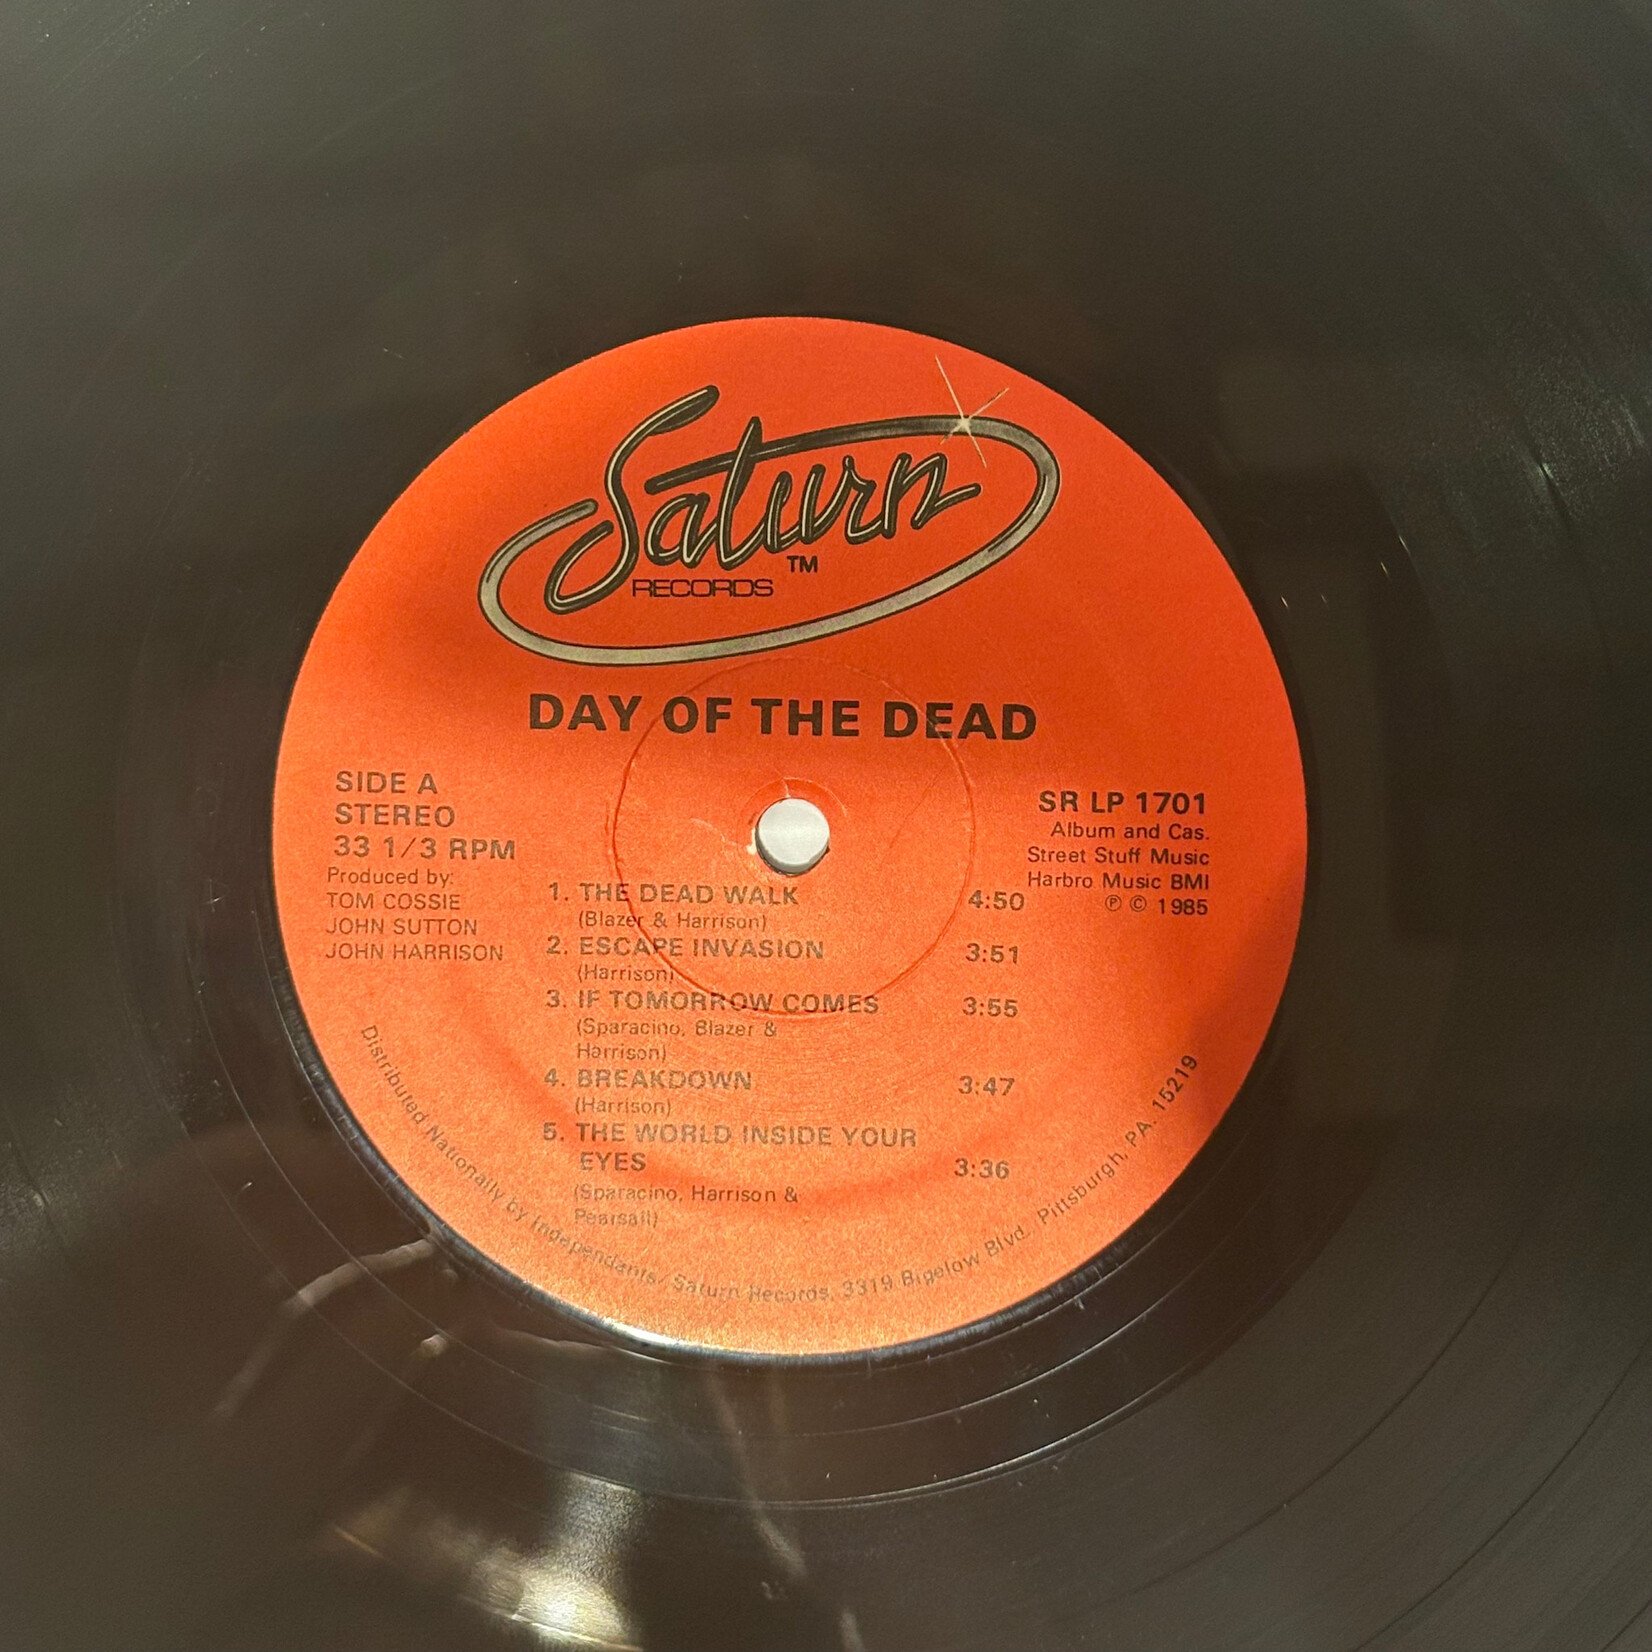 Saturn
TM
RECORDS
DAY OF THE DEAD
SIDE A
STEREO
33 1/3 RPM
Produced by:
TOM COSSIE
JOHN SUTTON
JOHN HARRISON
SR LP 1701
Album and Cas.
Street Stuff Music
Harbro Music BMI
℗ © 1985
1. THE DEAD WALK 4:50
(Blazer & Harrison)
2. ESCAPE INVASION 3:51
(Harrison)
3. IF TOMORROW COMES 3:55
(Sparacino, Blazer &
Harrison)
4. BREAKDOWN 3:47
(Harrison)
5. THE WORLD INSIDE YOUR
EYES 3:36
(Sparacino, Harrison &
Pearsall)
Distributed Nationally by Independants/ Saturn Records, 3319 Bigelow Blvd., Pittsburgh, PA. 15219